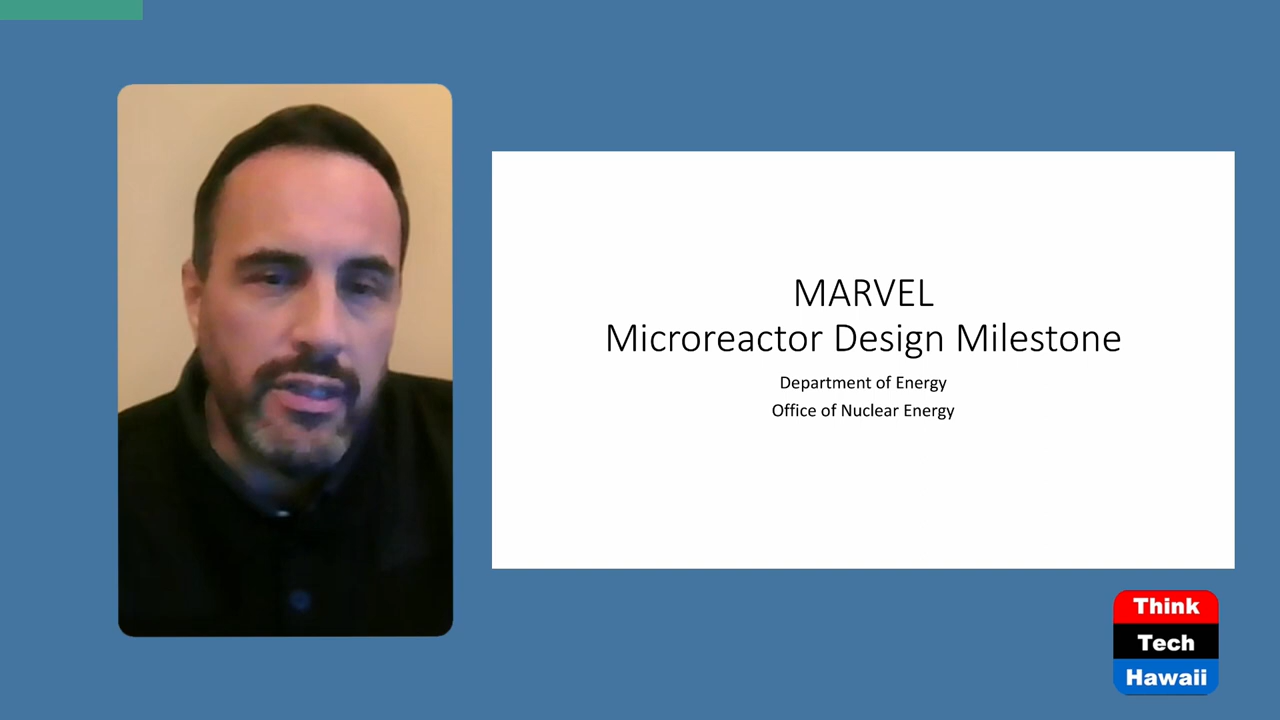 MARVEL
Microreactor Design Milestone
Department of Energy
Office of Nuclear Energy
Think
Tech
Hawaii